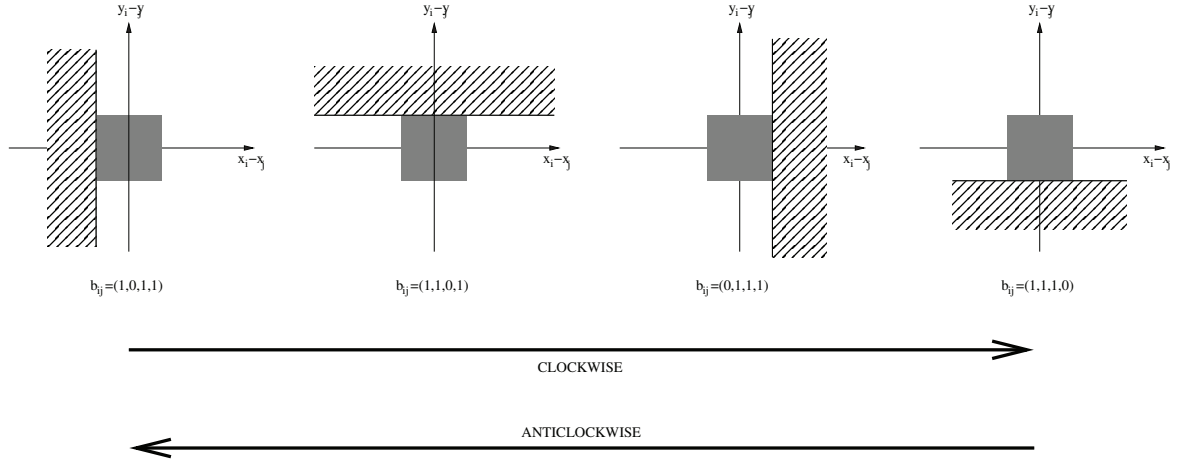 y_i−y_j
y_i−y_j
y_i−y_j
y_i−y_j
x_i−x_j
x_i−x_j
x_i−x_j
x_i−x_j
b_ij=(1,0,1,1)
b_ij=(1,1,0,1)
b_ij=(0,1,1,1)
b_ij=(1,1,1,0)
CLOCKWISE
ANTICLOCKWISE